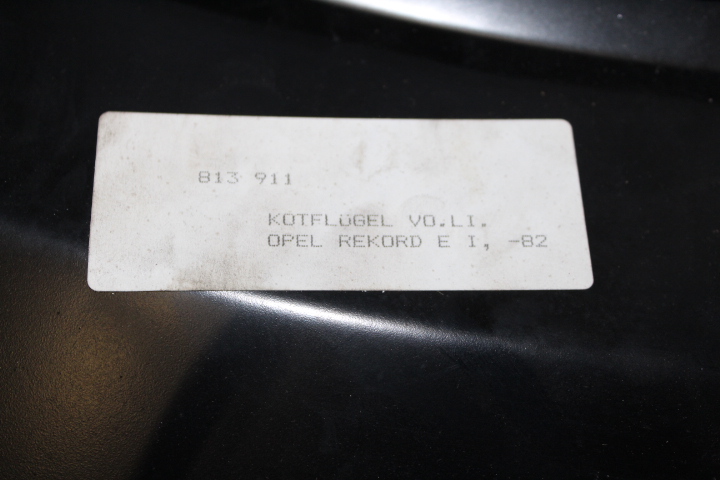 813 911
KOTFLÜGEL VO.LI.
OPEL REKORD E I, -82